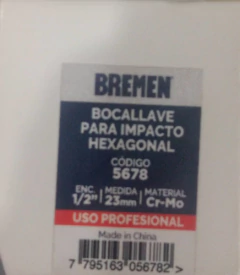 BREMEN
BOCALLAVE
PARA IMPACTO
HEXAGONAL
CÓDIGO
5678
ENC. MEDIDA MATERIAL
1/2" 23mm Cr-Mo
USO PROFESIONAL
Made in China
7 795163 056782 >